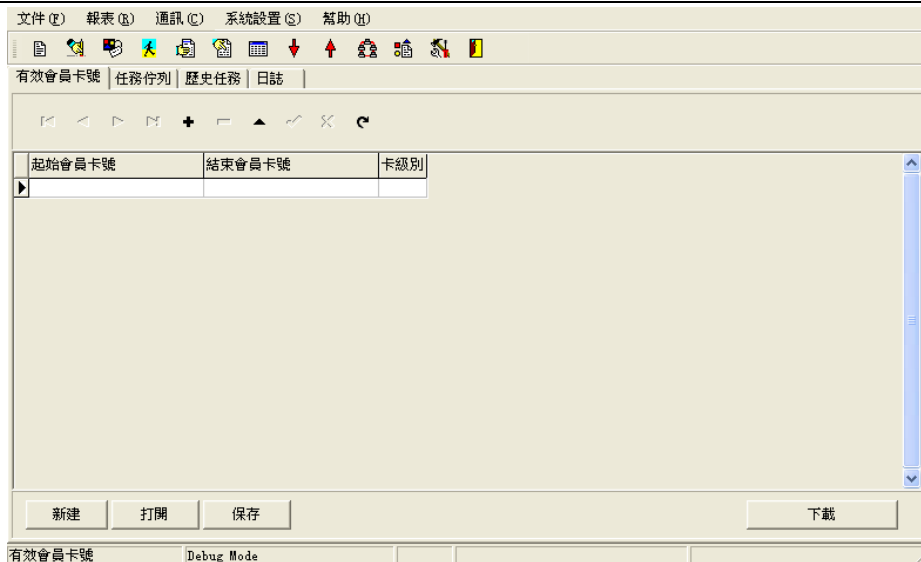 文件(F) 報表(R) 通訊(C) 系統設置(S) 幫助(H)
有效會員卡號 任務佇列 歷史任務 日誌
起始會員卡號 結束會員卡號 卡級別
新建 打開 保存 下載
有效會員卡號 Debug Mode